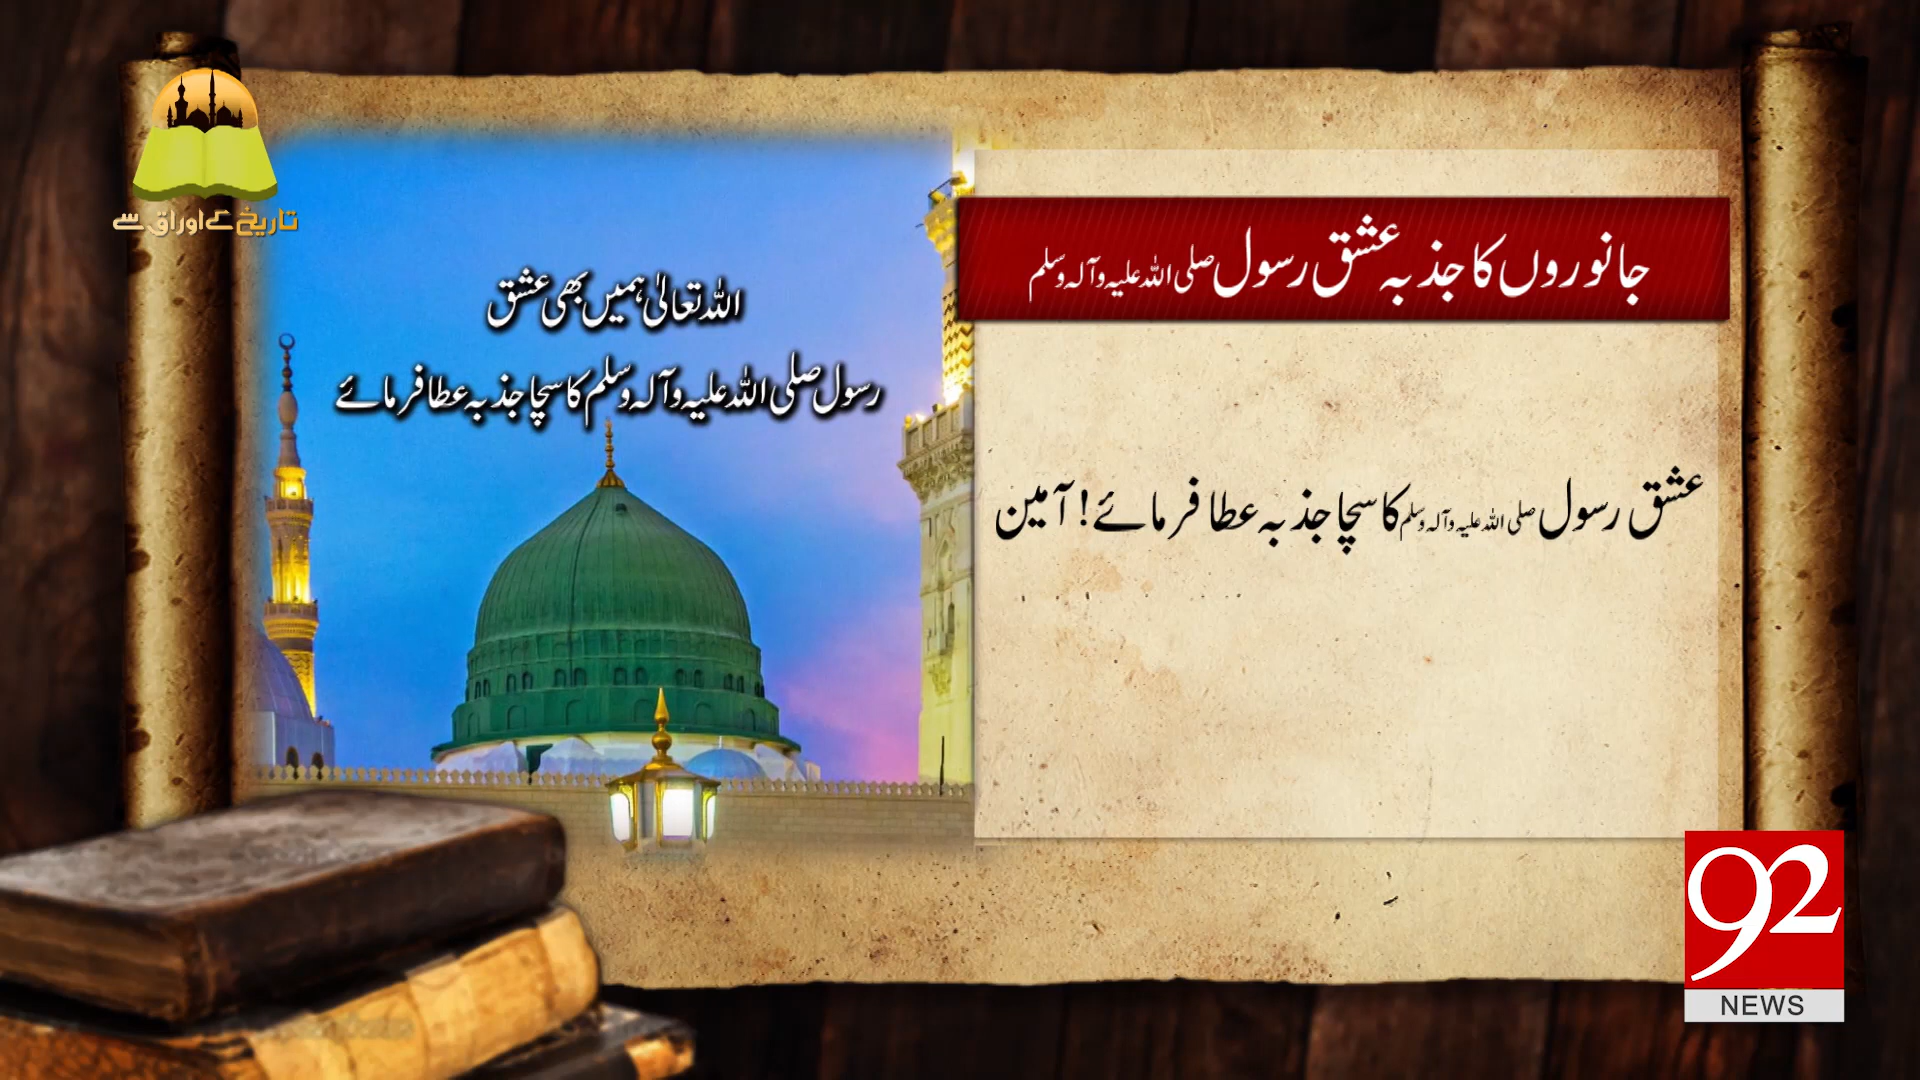 تاریخ کے اوراق سے
جانوروں کا جذبہ عشق رسول صلی اللہ علیہ وآلہ وسلم
اللہ تعالیٰ ہمیں بھی عشق
رسول صلی اللہ علیہ وآلہ وسلم کا سچا جذبہ عطا فرمائے
عشق رسول صلی اللہ علیہ وآلہ وسلم کا سچا جذبہ عطا فرمائے! آمین
92
NEWS